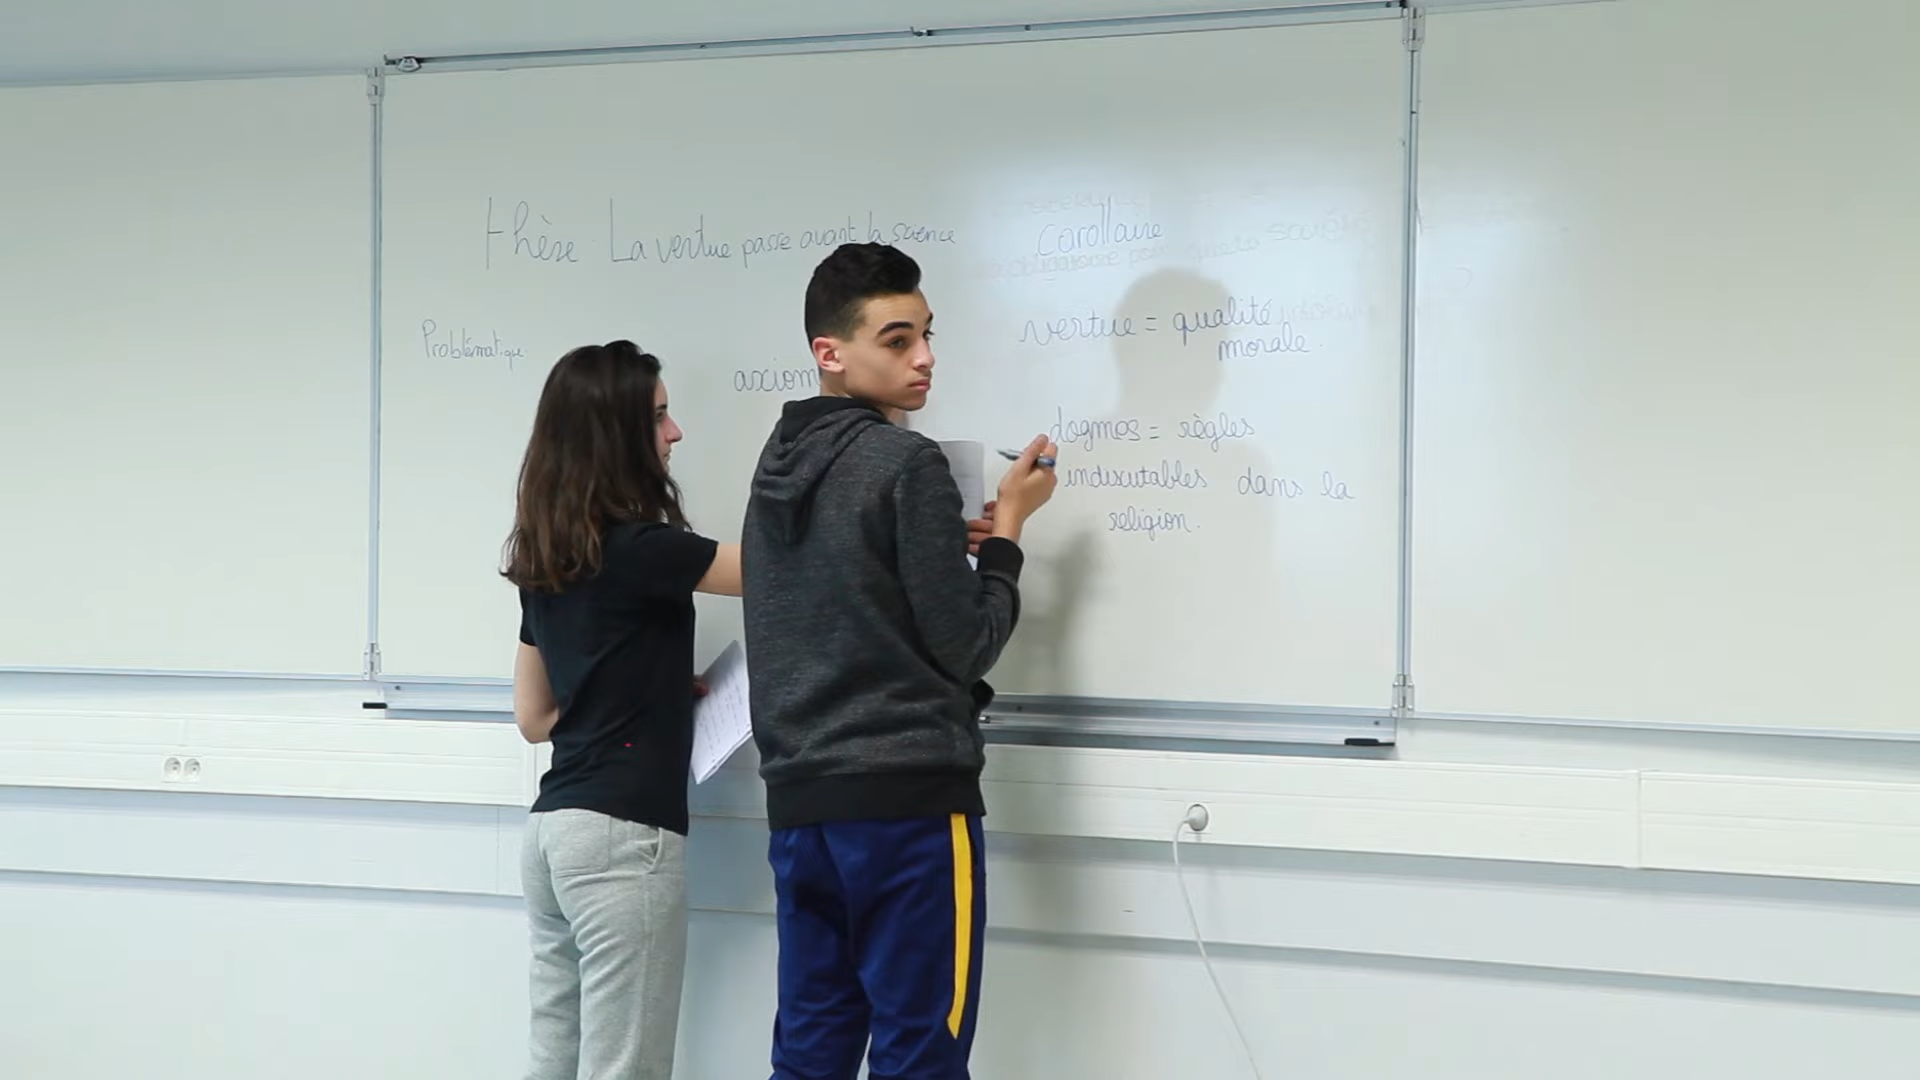 thèse. La vertue passe avant la science
Corollaire
Problématique
vertue = qualité
morale.
axiom
dogmes = règles
indiscutables dans la
religion.